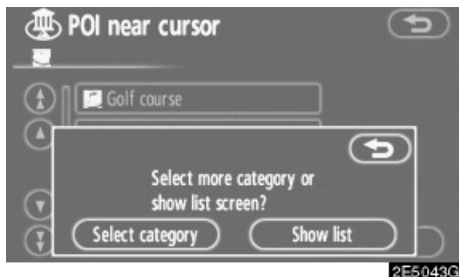 POI near cursor
Golf course
Select more category or
show list screen?
Select category
Show list
2E5043G